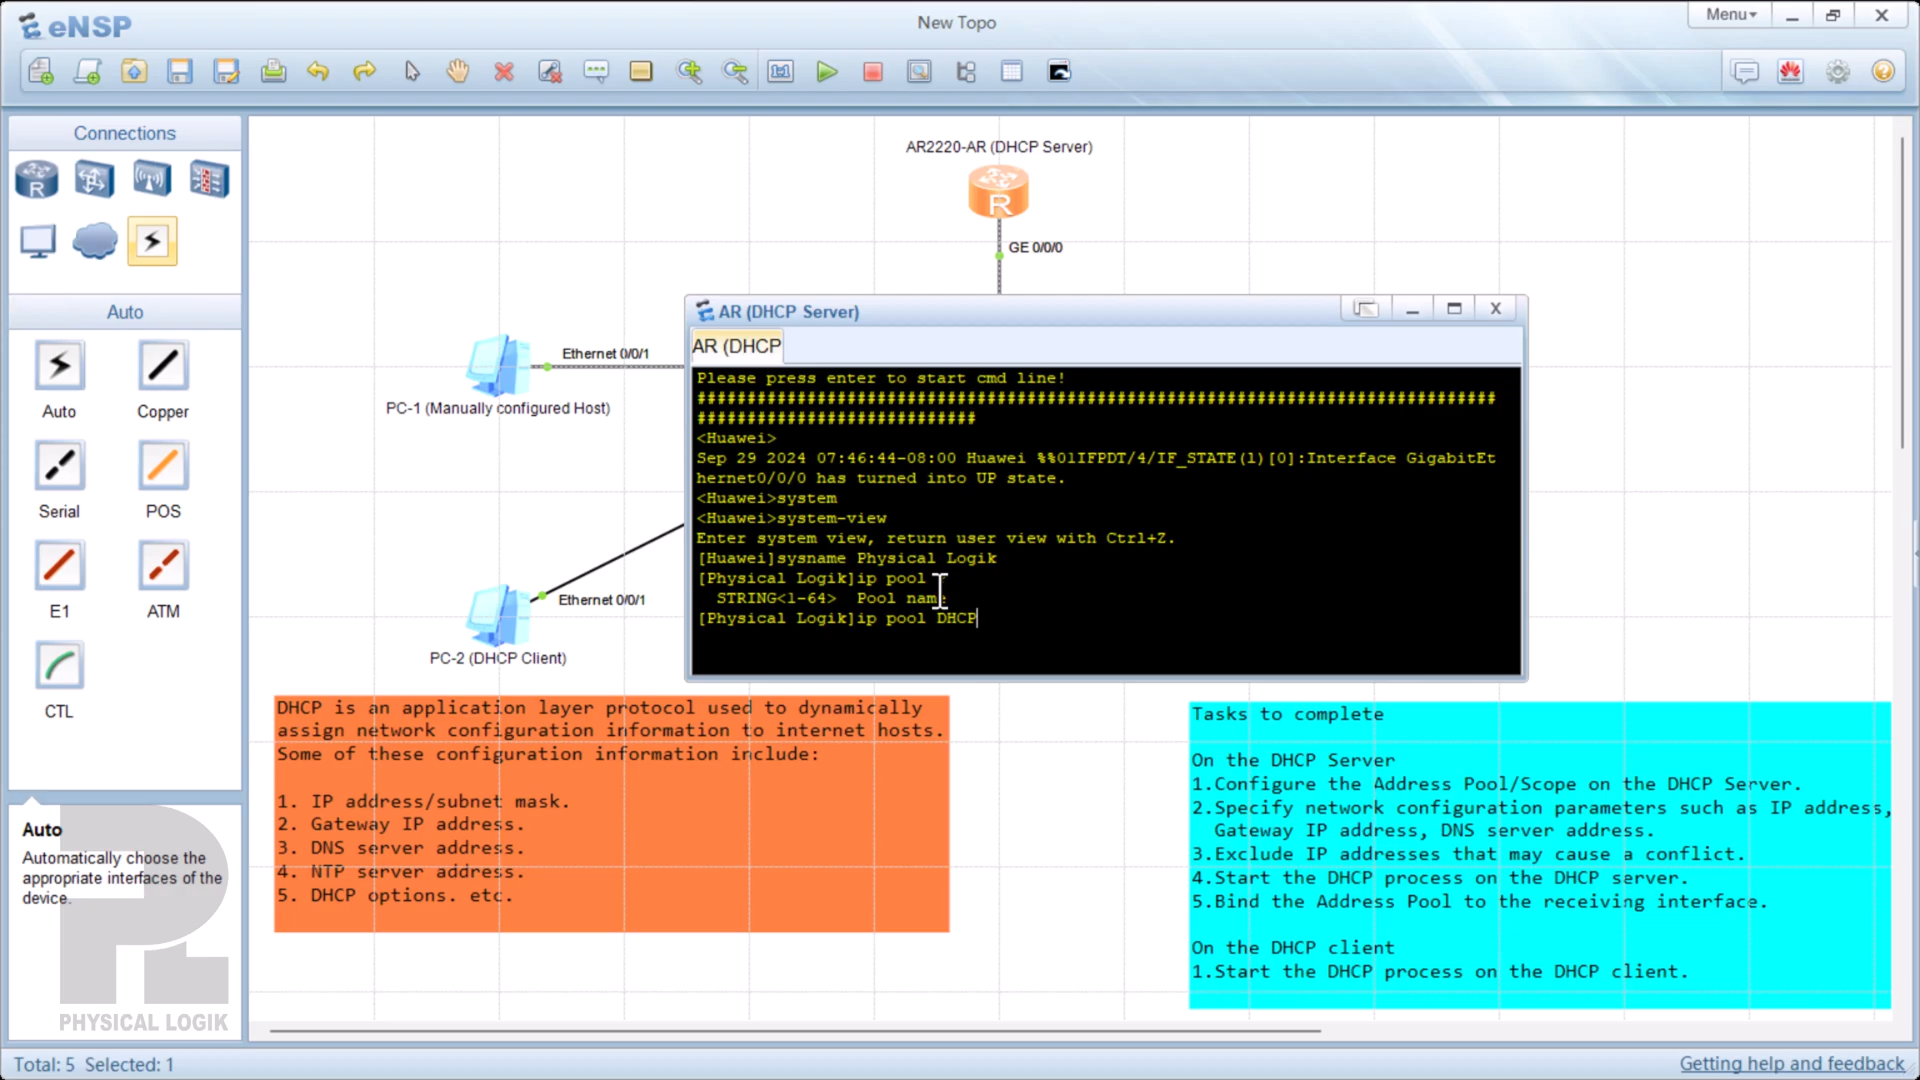 eNSP
New Topo
Menu
Connections
Auto
Auto
Copper
Serial
POS
E1
ATM
CTL
Auto
Automatically choose the
appropriate interfaces of the
device.
PHYSICAL LOGIK
AR2220-AR (DHCP Server)
GE 0/0/0
Ethernet 0/0/1
PC-1 (Manually configured Host)
Ethernet 0/0/1
PC-2 (DHCP Client)
AR (DHCP Server)
AR (DHCP
Please press enter to start cmd line!
################################################################################
############################
<Huawei>
Sep 29 2024 07:46:44-08:00 Huawei %%01IFPDT/4/IF_STATE(l)[0]:Interface GigabitEt
hernet0/0/0 has turned into UP state.
<Huawei>system
<Huawei>system-view
Enter system view, return user view with Ctrl+Z.
[Huawei]sysname Physical Logik
[Physical Logik]ip pool
STRING<1-64>  Pool name
[Physical Logik]ip pool DHCP
DHCP is an application layer protocol used to dynamically
assign network configuration information to internet hosts.
Some of these configuration information include:
1. IP address/subnet mask.
2. Gateway IP address.
3. DNS server address.
4. NTP server address.
5. DHCP options. etc.
Tasks to complete
On the DHCP Server
1.Configure the Address Pool/Scope on the DHCP Server.
2.Specify network configuration parameters such as IP address,
Gateway IP address, DNS server address.
3.Exclude IP addresses that may cause a conflict.
4.Start the DHCP process on the DHCP server.
5.Bind the Address Pool to the receiving interface.
On the DHCP client
1.Start the DHCP process on the DHCP client.
Total: 5 Selected: 1
Getting help and feedback